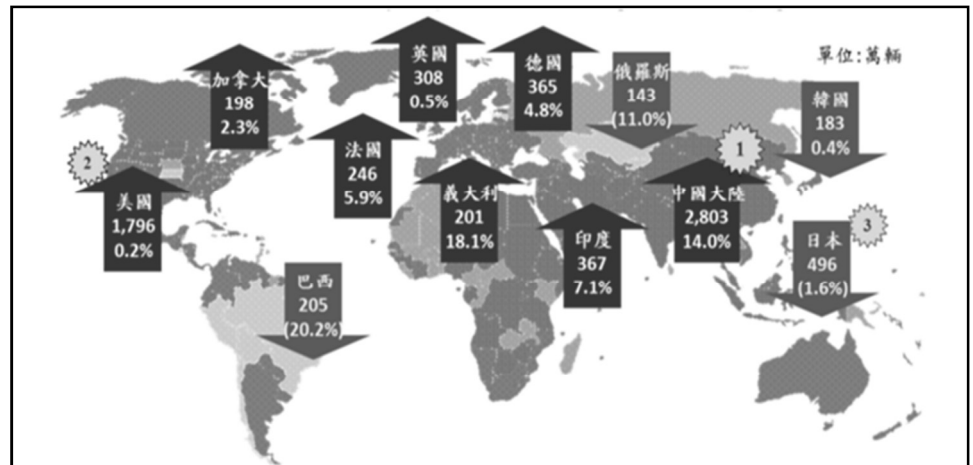 單位:萬輛
加拿大
198
2.3%
英國
308
0.5%
德國
365
4.8%
俄羅斯
143
(11.0%)
韓國
183
0.4%
2
美國
1,796
0.2%
法國
246
5.9%
義大利
201
18.1%
印度
367
7.1%
1
中國大陸
2,803
14.0%
3
日本
496
(1.6%)
巴西
205
(20.2%)